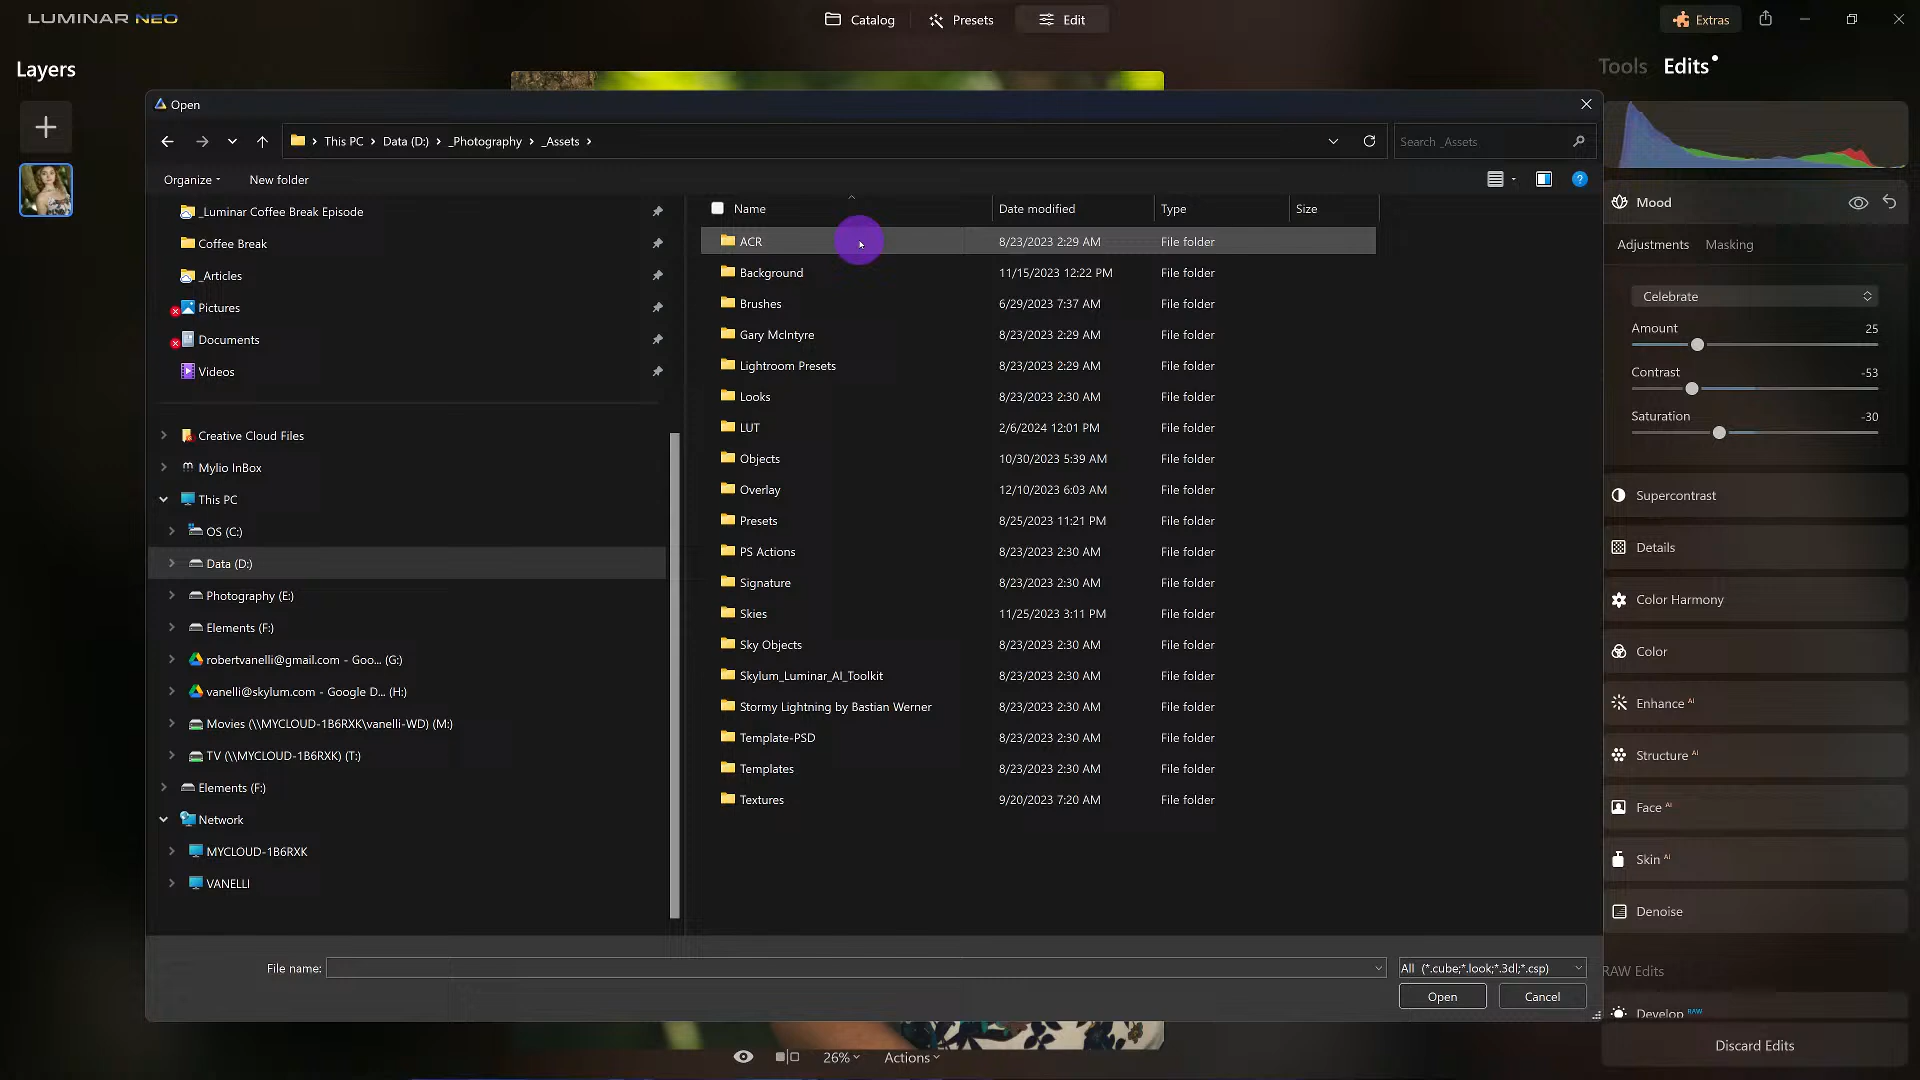 LUMINAR NEO
Catalog
Presets
Edit
Extras
Layers
Tools
Edits
Open
This PC > Data (D:) > _Photography > _Assets >
Search _Assets
Organize
New folder
_Luminar Coffee Break Episode
Coffee Break
_Articles
Pictures
Documents
Videos
Creative Cloud Files
Mylio InBox
This PC
OS (C:)
Data (D:)
Photography (E:)
Elements (F:)
robertvanelli@gmail.com - Goo... (G:)
vanelli@skylum.com - Google D... (H:)
Movies (\\MYCLOUD-1B6RXK\vanelli-WD) (M:)
TV (\\MYCLOUD-1B6RXK) (T:)
Elements (F:)
Network
MYCLOUD-1B6RXK
VANELLI
Name Date modified Type Size
ACR 8/23/2023 2:29 AM File folder
Background 11/15/2023 12:22 PM File folder
Brushes 6/29/2023 7:37 AM File folder
Gary McIntyre 8/23/2023 2:29 AM File folder
Lightroom Presets 8/23/2023 2:29 AM File folder
Looks 8/23/2023 2:30 AM File folder
LUT 2/6/2024 12:01 PM File folder
Objects 10/30/2023 5:39 AM File folder
Overlay 12/10/2023 6:03 AM File folder
Presets 8/25/2023 11:21 PM File folder
PS Actions 8/23/2023 2:30 AM File folder
Signature 8/23/2023 2:30 AM File folder
Skies 11/25/2023 3:11 PM File folder
Sky Objects 8/23/2023 2:30 AM File folder
Skylum_Luminar_AI_Toolkit 8/23/2023 2:30 AM File folder
Stormy Lightning by Bastian Werner 8/23/2023 2:30 AM File folder
Template-PSD 8/23/2023 2:30 AM File folder
Templates 8/23/2023 2:30 AM File folder
Textures 9/20/2023 7:20 AM File folder
File name:
All (*.cube;*.look;*.3dl;*.csp)
Open
Cancel
Mood
Adjustments
Masking
Celebrate
Amount 25
Contrast -53
Saturation -30
Supercontrast
Details
Color Harmony
Color
Enhance AI
Structure AI
Face AI
Skin AI
Denoise
RAW Edits
Develop RAW
Discard Edits
26%
Actions